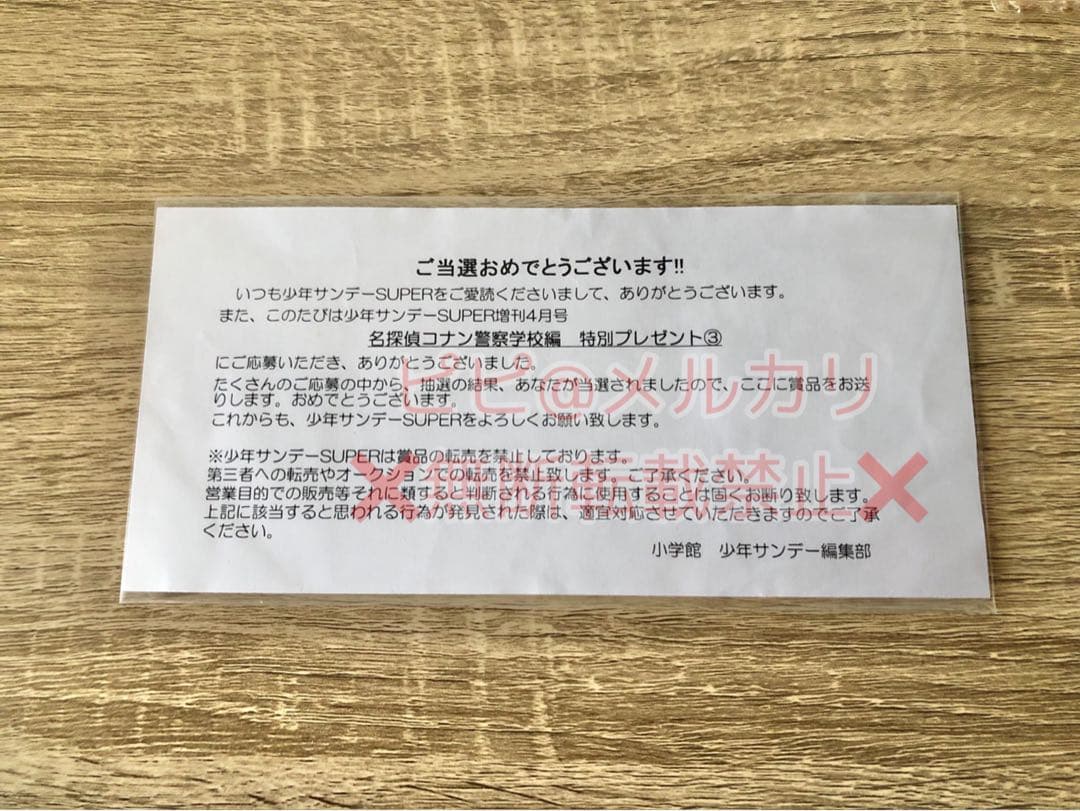 ご当選おめでとうございます!!
いつも少年サンデーSUPERをご愛読くださいまして、ありがとうございます。
また、このたびは少年サンデーSUPER増刊4月号
名探偵コナン警察学校編　特別プレゼント③
にご応募いただき、ありがとうございました。
たくさんのご応募の中から、抽選の結果、あなたが当選されましたので、ここに賞品をお送
りします。おめでとうございます。
これからも、少年サンデーSUPERをよろしくお願い致します。
ピピ@メルカリ
※少年サンデーSUPERは賞品の転売を禁止しております。
第三者への転売やオークションでの転売を禁止致します。ご了承ください。
営業目的での販売等それに類すると判断される行為に使用することは固くお断り致します。
上記に該当すると思われる行為が発見された際は、適宜対応させていただきますのでご了承
ください。
❌無断転載禁止❌
小学館　少年サンデー編集部